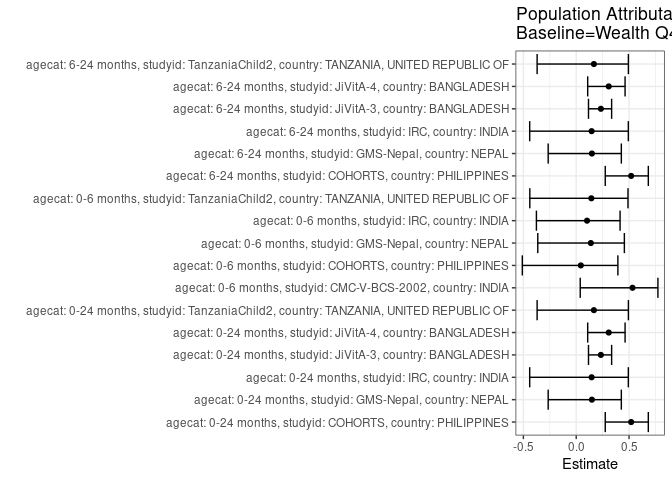 Population Attributa
Baseline=Wealth Q4
agecat: 6-24 months, studyid: TanzaniaChild2, country: TANZANIA, UNITED REPUBLIC OF
agecat: 6-24 months, studyid: JiVitA-4, country: BANGLADESH
agecat: 6-24 months, studyid: JiVitA-3, country: BANGLADESH
agecat: 6-24 months, studyid: IRC, country: INDIA
agecat: 6-24 months, studyid: GMS-Nepal, country: NEPAL
agecat: 6-24 months, studyid: COHORTS, country: PHILIPPINES
agecat: 0-6 months, studyid: TanzaniaChild2, country: TANZANIA, UNITED REPUBLIC OF
agecat: 0-6 months, studyid: IRC, country: INDIA
agecat: 0-6 months, studyid: GMS-Nepal, country: NEPAL
agecat: 0-6 months, studyid: COHORTS, country: PHILIPPINES
agecat: 0-6 months, studyid: CMC-V-BCS-2002, country: INDIA
agecat: 0-24 months, studyid: TanzaniaChild2, country: TANZANIA, UNITED REPUBLIC OF
agecat: 0-24 months, studyid: JiVitA-4, country: BANGLADESH
agecat: 0-24 months, studyid: JiVitA-3, country: BANGLADESH
agecat: 0-24 months, studyid: IRC, country: INDIA
agecat: 0-24 months, studyid: GMS-Nepal, country: NEPAL
agecat: 0-24 months, studyid: COHORTS, country: PHILIPPINES
-0.5 0.0 0.5
Estimate